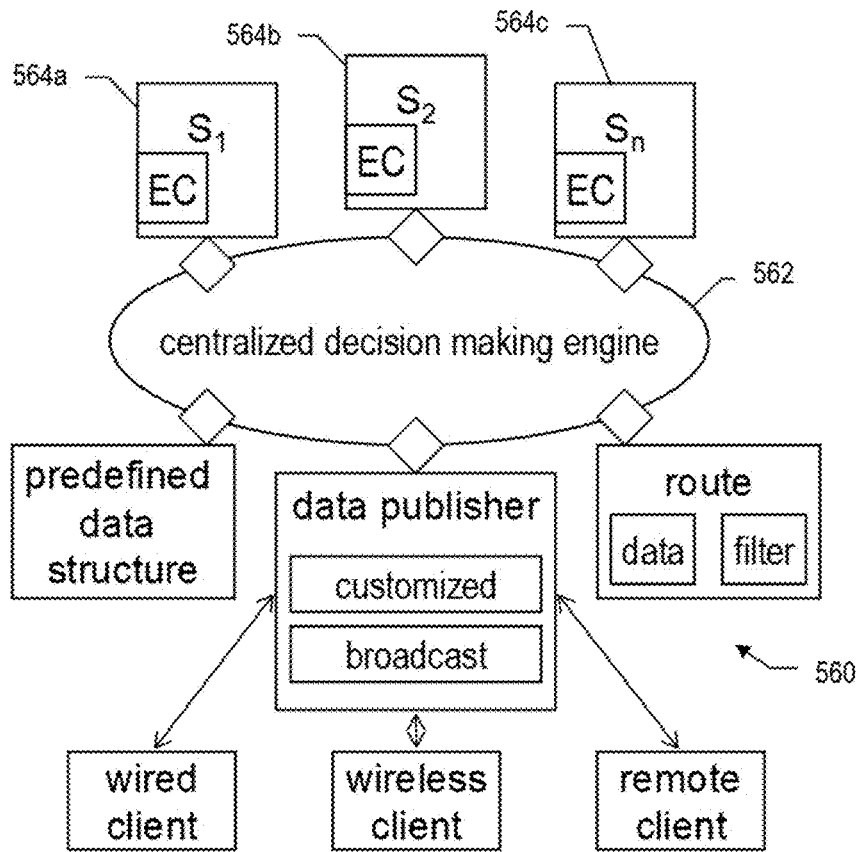 564a
564b
564c
S1
S2
Sn
EC
EC
EC
562
centralized decision making engine
predefined
data
structure
data publisher
customized
broadcast
route
data
filter
560
wired
client
wireless
client
remote
client